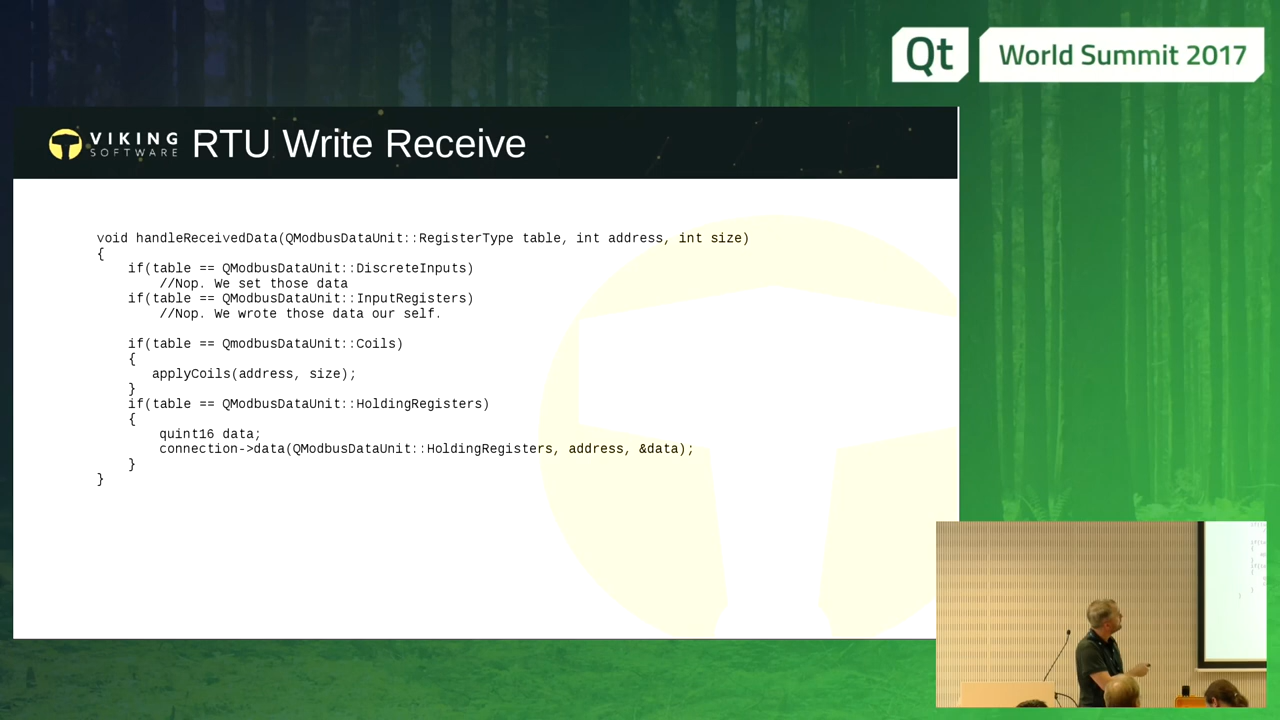 Qt World Summit 2017
VIKING SOFTWARE
RTU Write Receive
void handleReceivedData(QModbusDataUnit::RegisterType table, int address, int size)
{
    if(table == QModbusDataUnit::DiscreteInputs)
        //Nop. We set those data
    if(table == QModbusDataUnit::InputRegisters)
        //Nop. We wrote those data our self.
    if(table == QmodbusDataUnit::Coils)
    {
       applyCoils(address, size);
    }
    if(table == QModbusDataUnit::HoldingRegisters)
    {
        quint16 data;
        connection->data(QModbusDataUnit::HoldingRegisters, address, &data);
    }
}